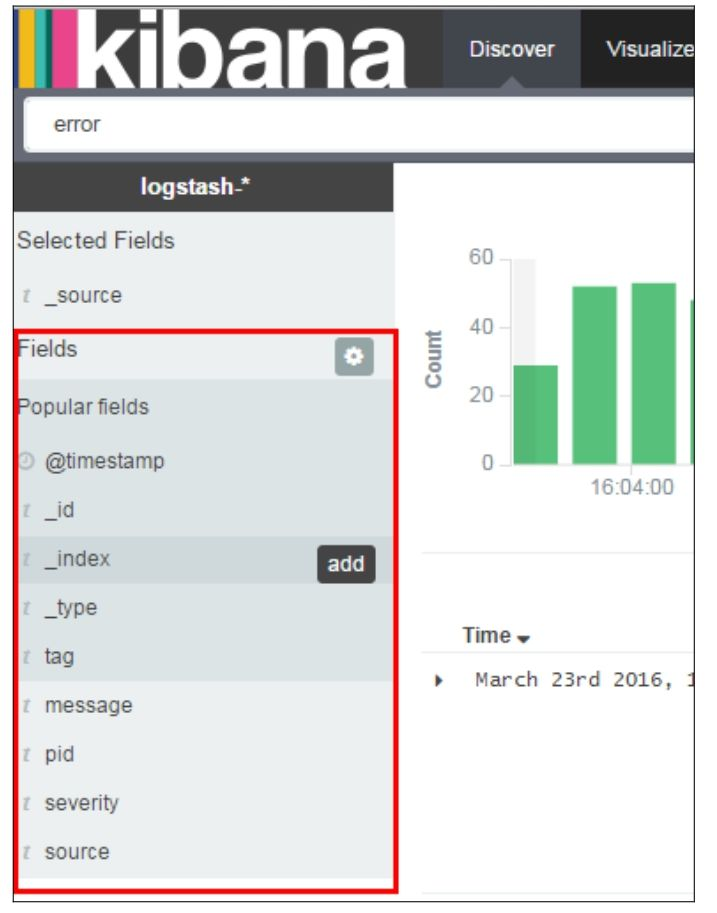 kibana
Discover Visualize
error
logstash-*
Selected Fields
t _source
Fields
Popular fields
@timestamp
t _id
t _index add
t _type
t tag
t message
t pid
t severity
t source
Count
60
40
20
0
16:04:00
Time
March 23rd 2016, 1